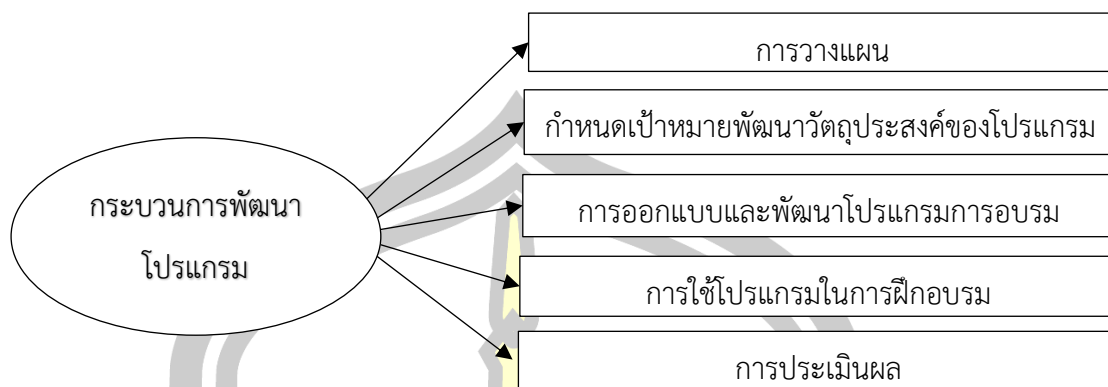 กระบวนการพัฒนา
โปรแกรม
การวางแผน
กำหนดเป้าหมายพัฒนาวัตถุประสงค์ของโปรแกรม
การออกแบบและพัฒนาโปรแกรมการอบรม
การใช้โปรแกรมในการฝึกอบรม
การประเมินผล